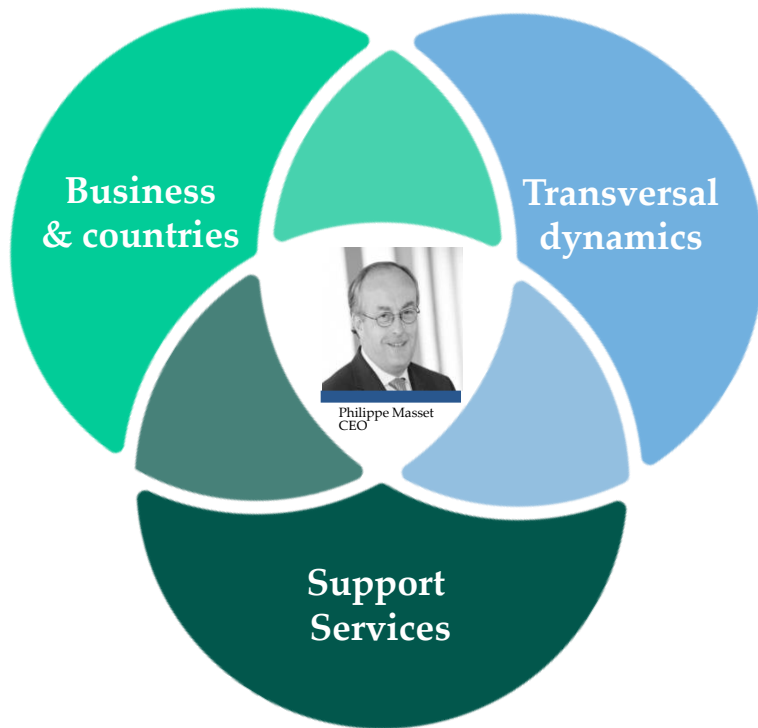 Business
& countries
Transversal
dynamics
Philippe Masset
CEO
Support
Services